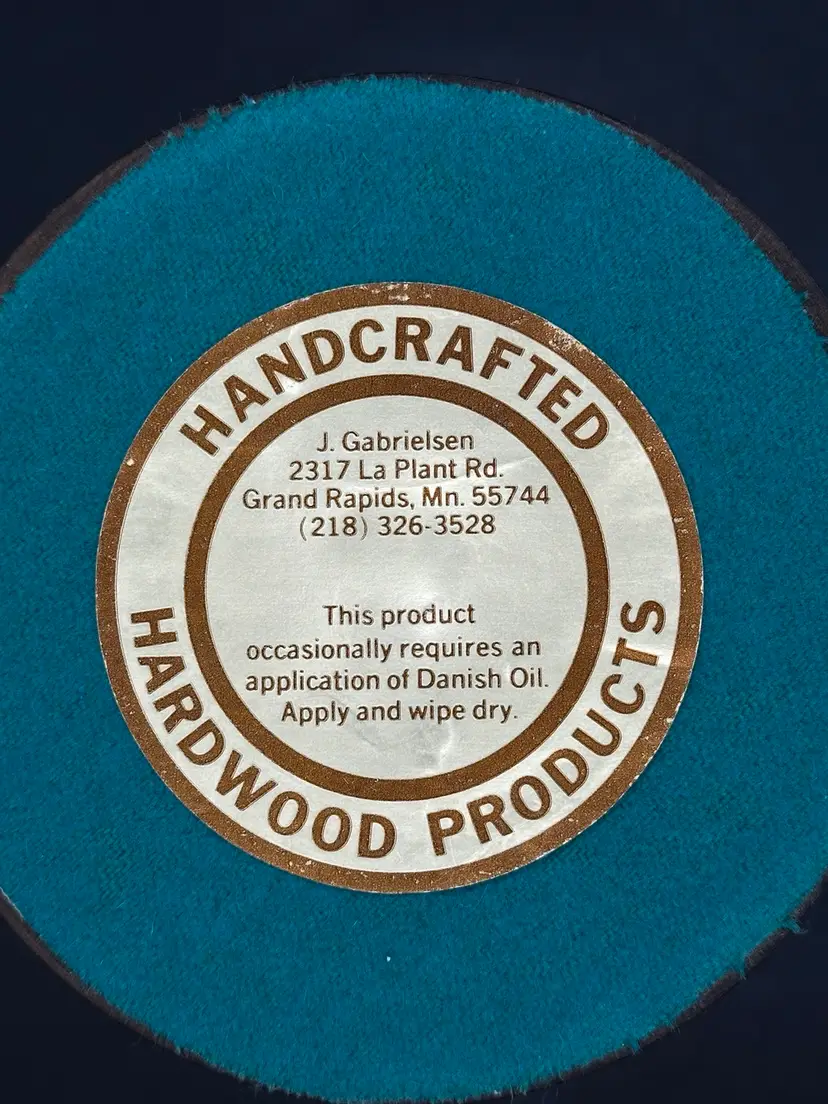 HANDCRAFTED
J. Gabrielsen
2317 La Plant Rd.
Grand Rapids, Mn. 55744
(218) 326-3528
This product
occasionally requires an
application of Danish Oil.
Apply and wipe dry.
HARDWOOD PRODUCTS